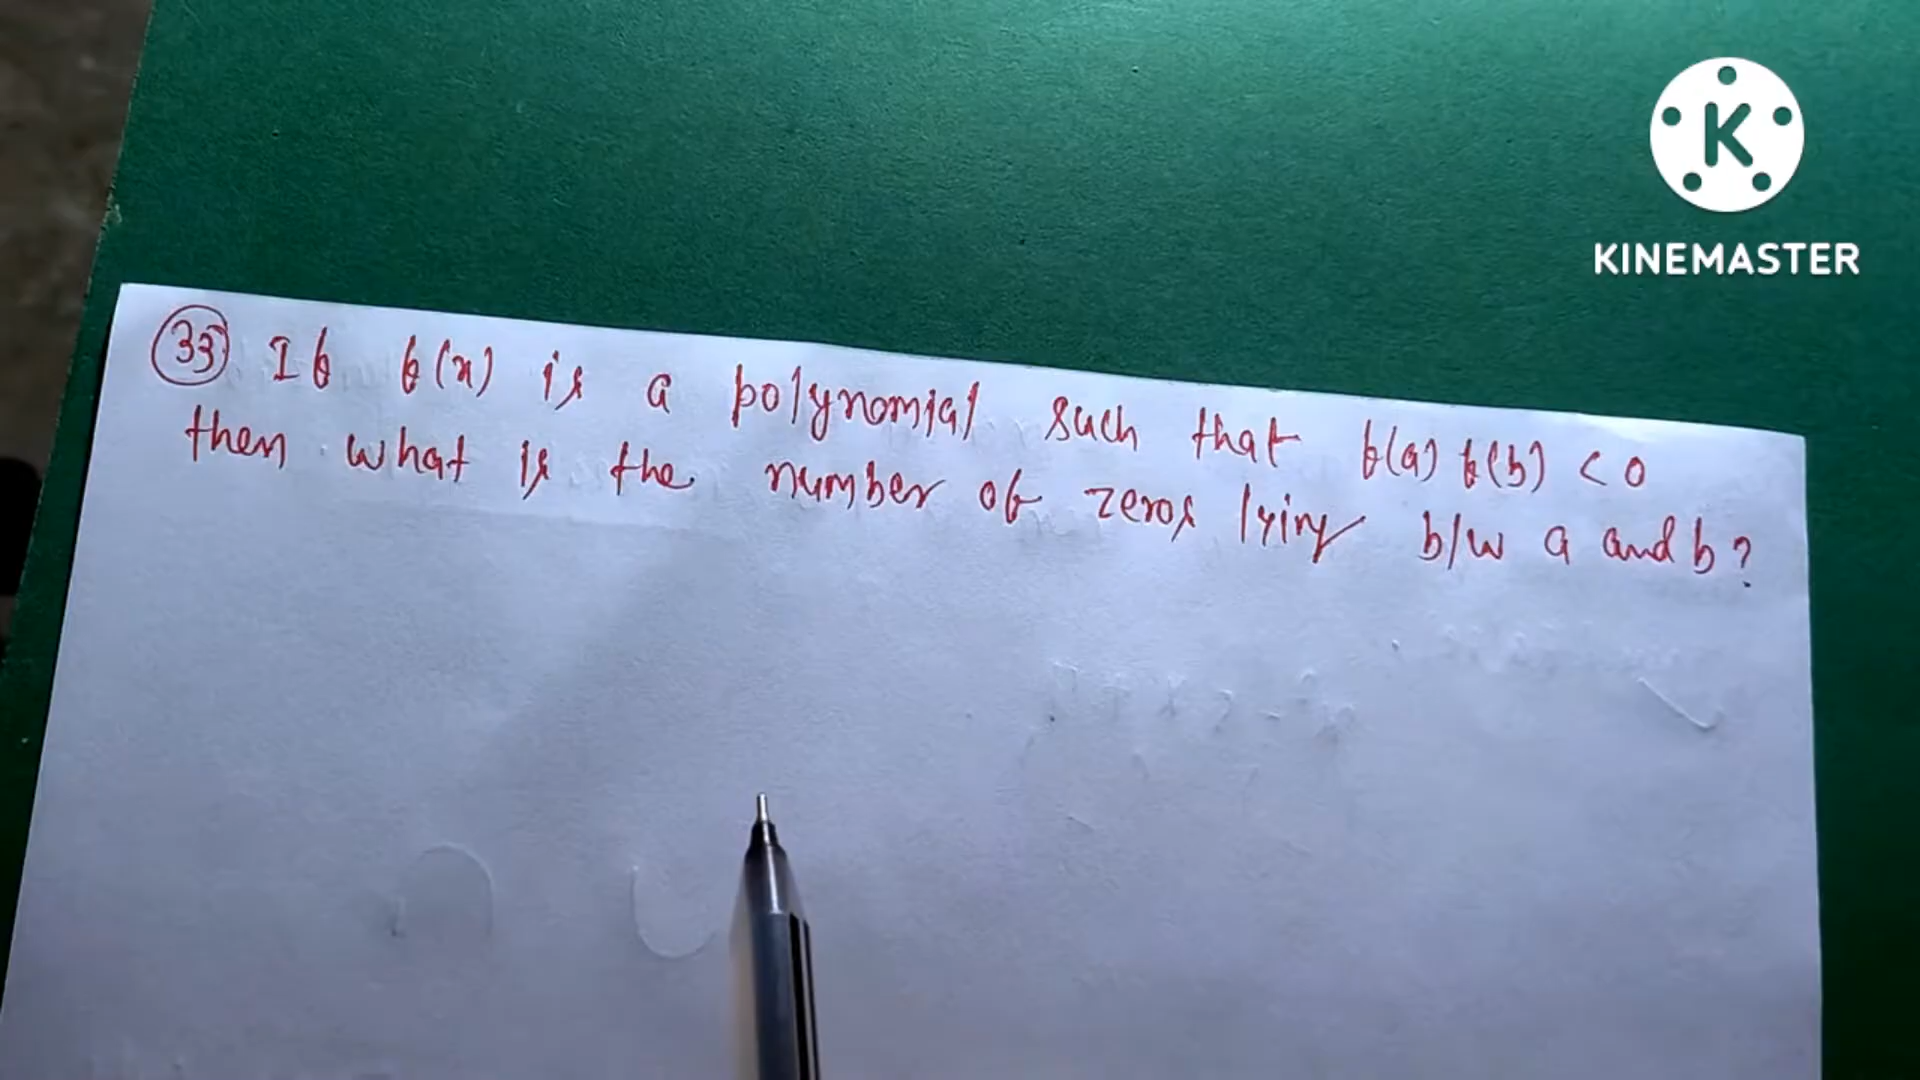 KINEMASTER
33 If f(x) is a polynomial such that f(a) f(b) < 0
then what is the number of zeros lying b/w a and b?